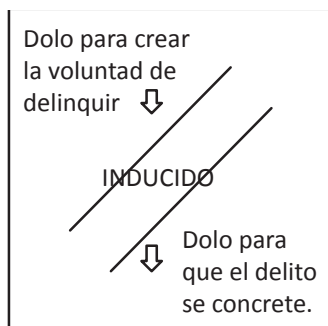 Dolo para crear
la voluntad de
delinquir
INDUCIDO
Dolo para
que el delito
se concrete.